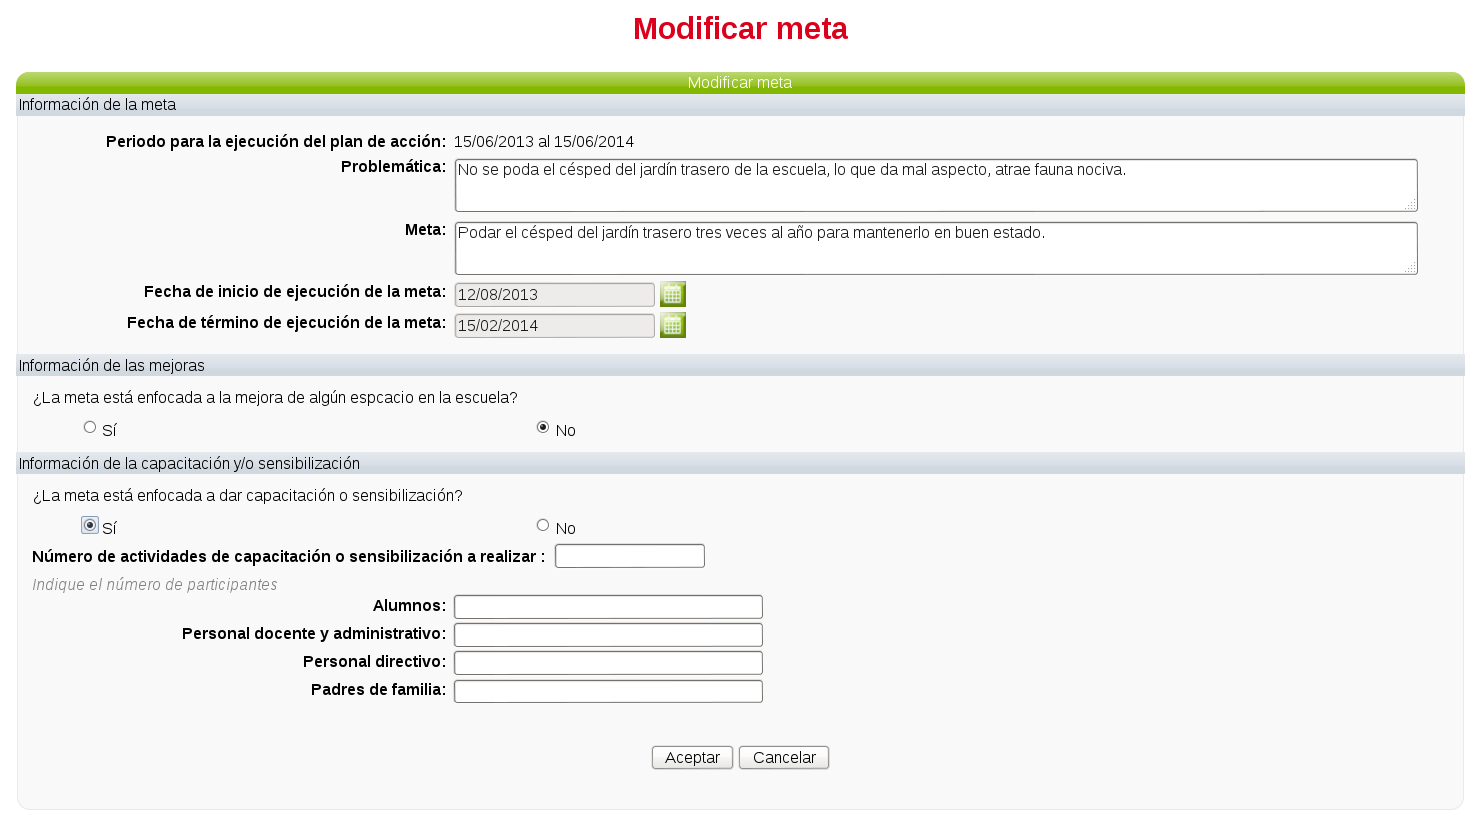 Modificar meta
Modificar meta
Información de la meta
Periodo para la ejecución del plan de acción: 15/06/2013 al 15/06/2014
Problemática: No se poda el césped del jardín trasero de la escuela, lo que da mal aspecto, atrae fauna nociva.
Meta: Podar el césped del jardín trasero tres veces al año para mantenerlo en buen estado.
Fecha de inicio de ejecución de la meta: 12/08/2013
Fecha de término de ejecución de la meta: 15/02/2014
Información de las mejoras
¿La meta está enfocada a la mejora de algún espcacio en la escuela?
Sí No
Información de la capacitación y/o sensibilización
¿La meta está enfocada a dar capacitación o sensibilización?
Sí No
Número de actividades de capacitación o sensibilización a realizar :
Indique el número de participantes
Alumnos:
Personal docente y administrativo:
Personal directivo:
Padres de familia:
Aceptar Cancelar